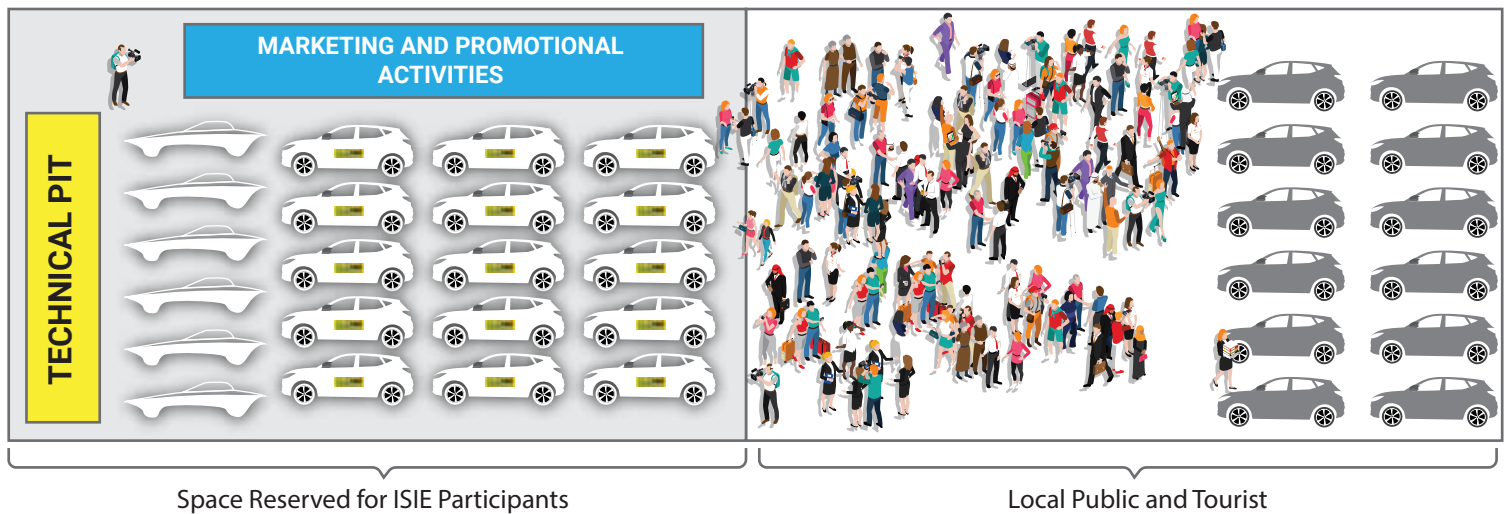 MARKETING AND PROMOTIONAL
ACTIVITIES
TECHNICAL PIT
Space Reserved for ISIE Participants
Local Public and Tourist